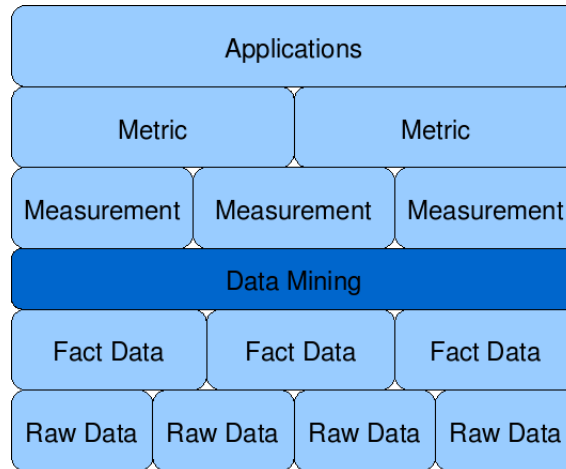 Applications
Metric Metric
Measurement Measurement Measurement
Data Mining
Fact Data Fact Data Fact Data
Raw Data Raw Data Raw Data Raw Data